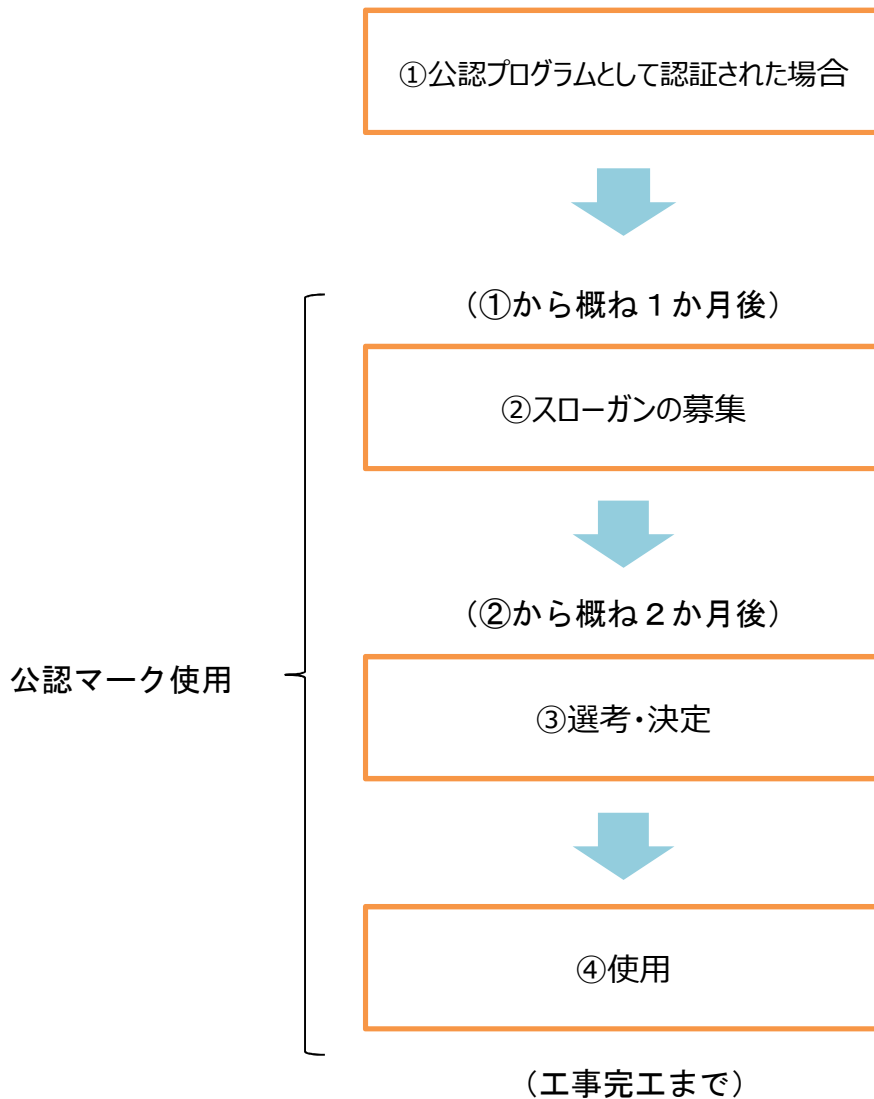 ①公認プログラムとして認証された場合
（①から概ね１か月後）
②スローガンの募集
（②から概ね２か月後）
公認マーク使用
③選考・決定
④使用
（工事完工まで）